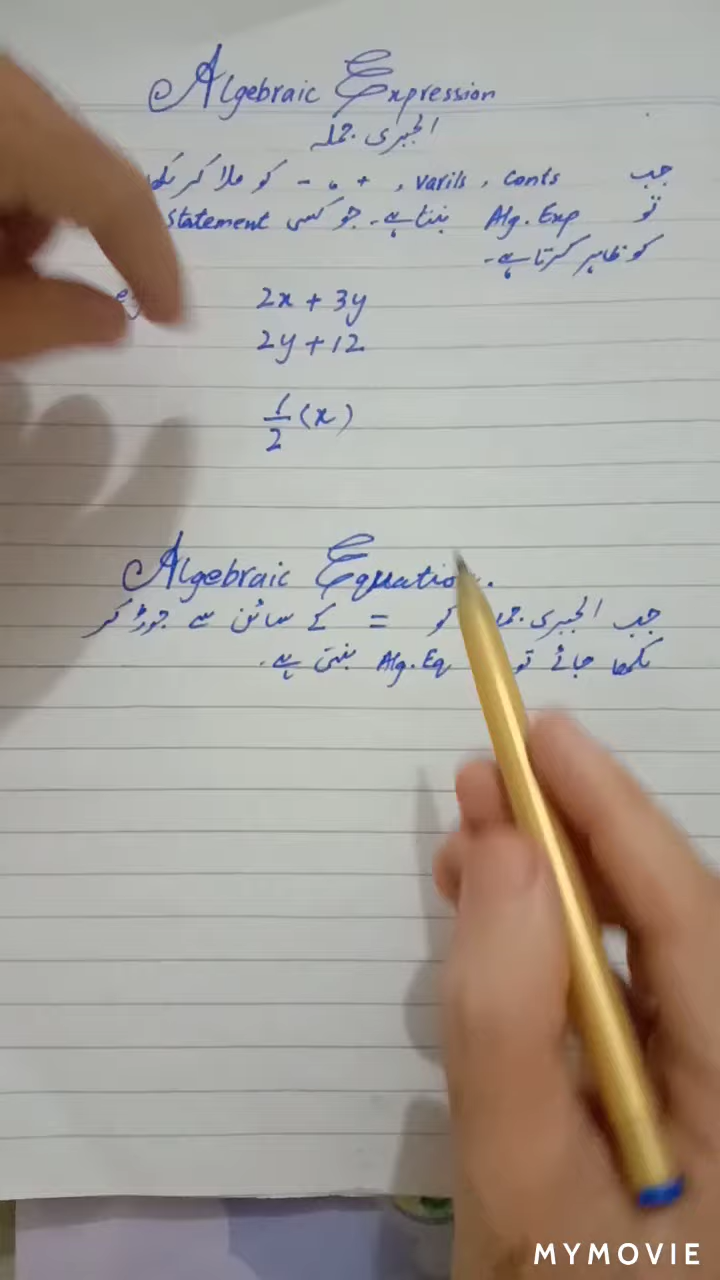 Algebraic Expression
الجبری جملہ
جب conts , varils , + ، - کو ملا کر
تو Alg. Exp بنتا ہے۔ جو کسی statement
کو ظاہر کرتا ہے۔
eg
2x + 3y
2y + 12
1/2 (x)
Algebraic Equation.
جب الجبری کو = کے سائن سے جوڑ کر
لکھا جائے تو Alg. Eq بنتی ہے۔
MYMOVIE